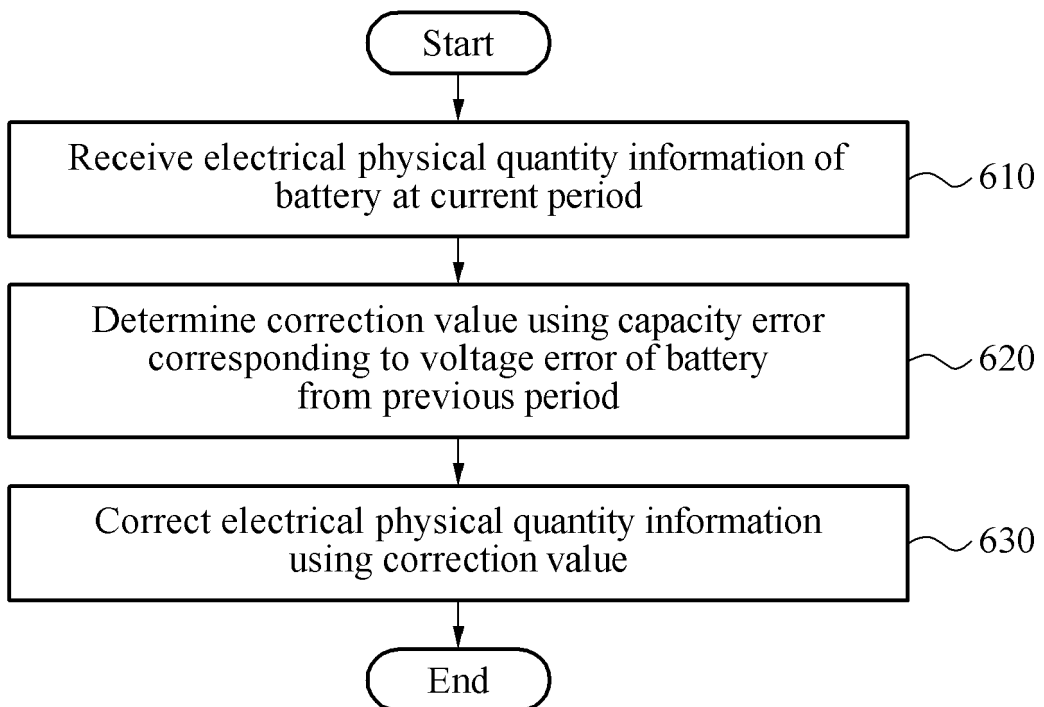 Start
Receive electrical physical quantity information of
battery at current period
610
Determine correction value using capacity error
corresponding to voltage error of battery
from previous period
620
Correct electrical physical quantity information
using correction value
630
End